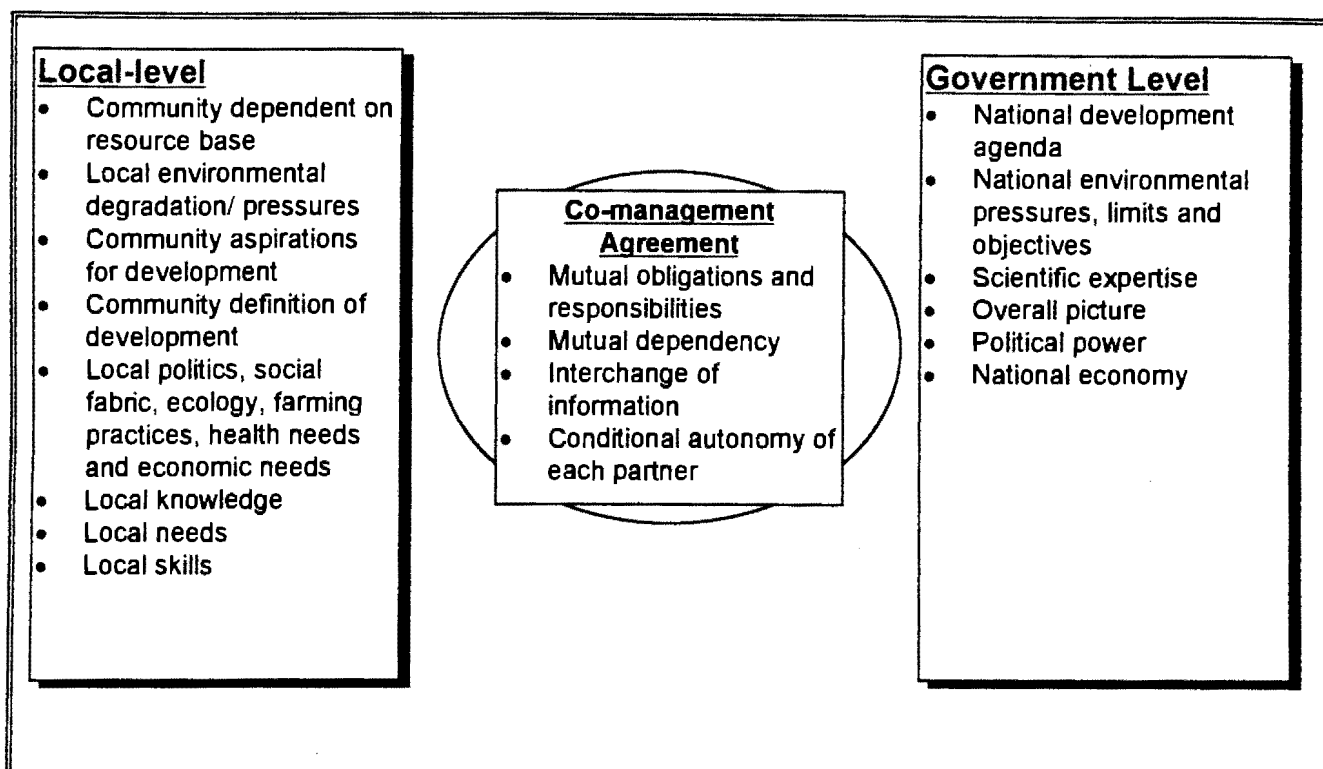 Local-level
• Community dependent on
resource base
• Local environmental
degradation/ pressures
• Community aspirations
for development
• Community definition of
development
• Local politics, social
fabric, ecology, farming
practices, health needs
and economic needs
• Local knowledge
• Local needs
• Local skills
Co-management
Agreement
• Mutual obligations and
responsibilities
• Mutual dependency
• Interchange of
information
• Conditional autonomy of
each partner
Government Level
• National development
agenda
• National environmental
pressures, limits and
objectives
• Scientific expertise
• Overall picture
• Political power
• National economy